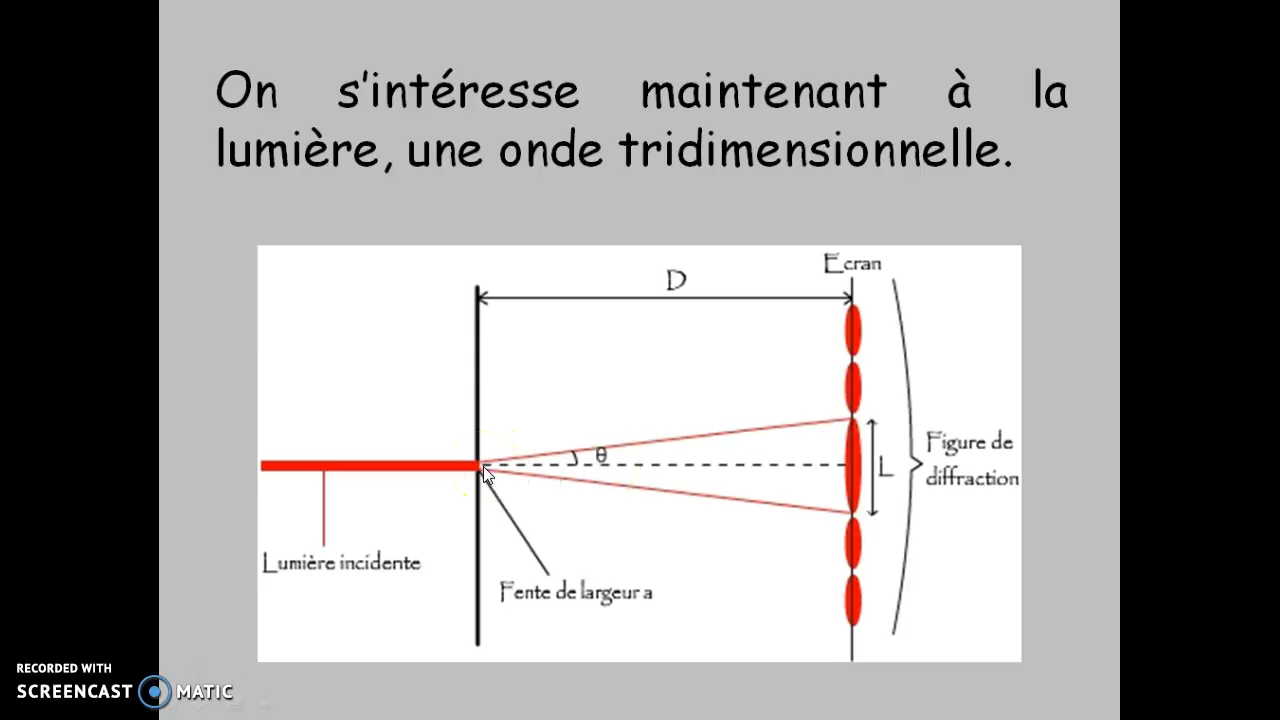 On s'intéresse maintenant à la
lumière, une onde tridimensionnelle.
D
Ecran
θ
L
Figure de
diffraction
Lumière incidente
Fente de largeur a
RECORDED WITH
SCREENCAST MATIC